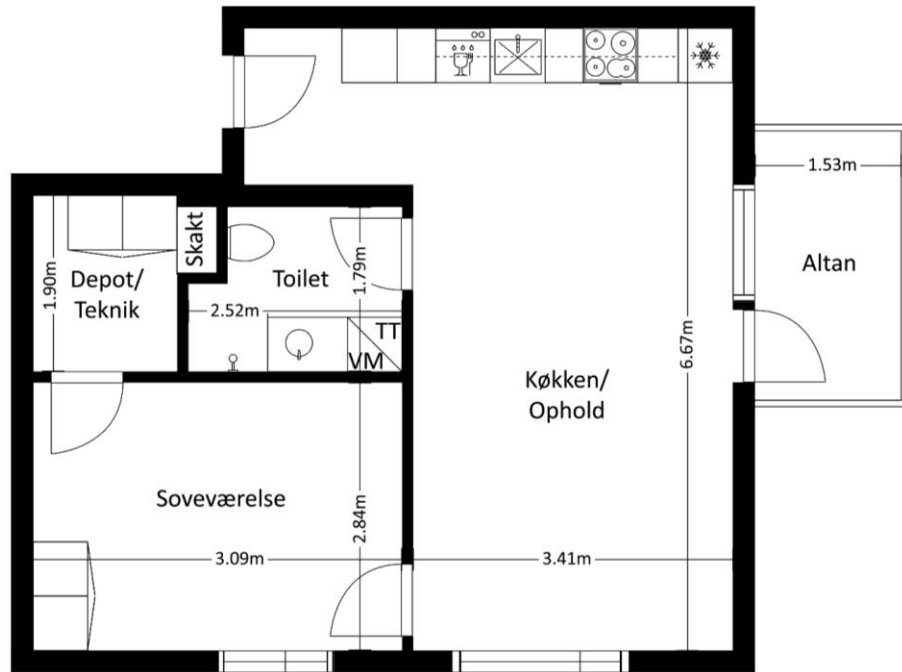 1.53m
Skakt
Altan
1.90m
Depot/
Teknik
Toilet
1.79m
2.52m
TT
VM
6.67m
Køkken/
Ophold
Soveværelse
2.84m
3.09m
3.41m